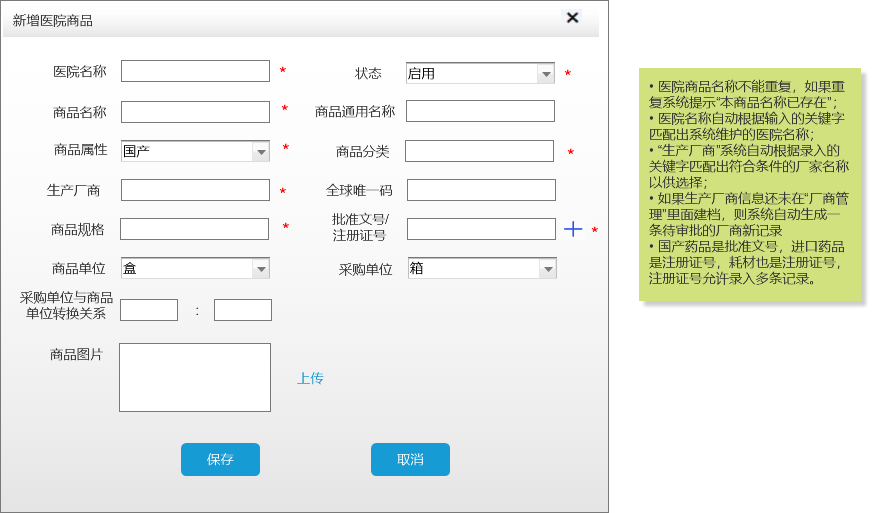 新增医院商品
医院名称 * 状态 启用 *
商品名称 * 商品通用名称
商品属性 国产 * 商品分类 *
生产厂商 * 全球唯一码
商品规格 * 批准文号/
注册证号 + *
商品单位 盒 采购单位 箱
采购单位与商品
单位转换关系 :
商品图片
上传
保存 取消
• 医院商品名称不能重复，如果重
复系统提示“本商品名称已存在”；
• 医院名称自动根据输入的关键字
匹配出系统维护的医院名称；
• “生产厂商”系统自动根据录入的
关键字匹配出符合条件的厂家名称
以供选择；
• 如果生产厂商信息还未在“厂商管
理”里面建档，则系统自动生成一
条待审批的厂商新记录
• 国产药品是批准文号，进口药品
是注册证号，耗材也是注册证号，
注册证号允许录入多条记录。